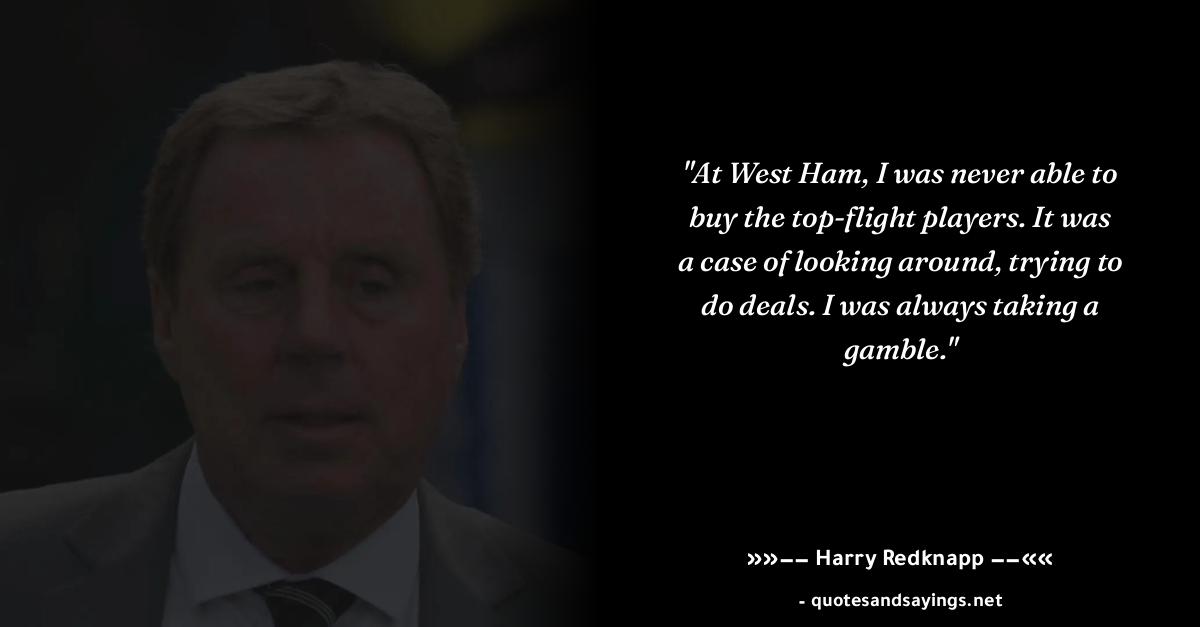 "At West Ham, I was never able to
buy the top-flight players. It was
a case of looking around, trying to
do deals. I was always taking a
gamble."
»»−− Harry Redknapp −−««
- quotesandsayings.net